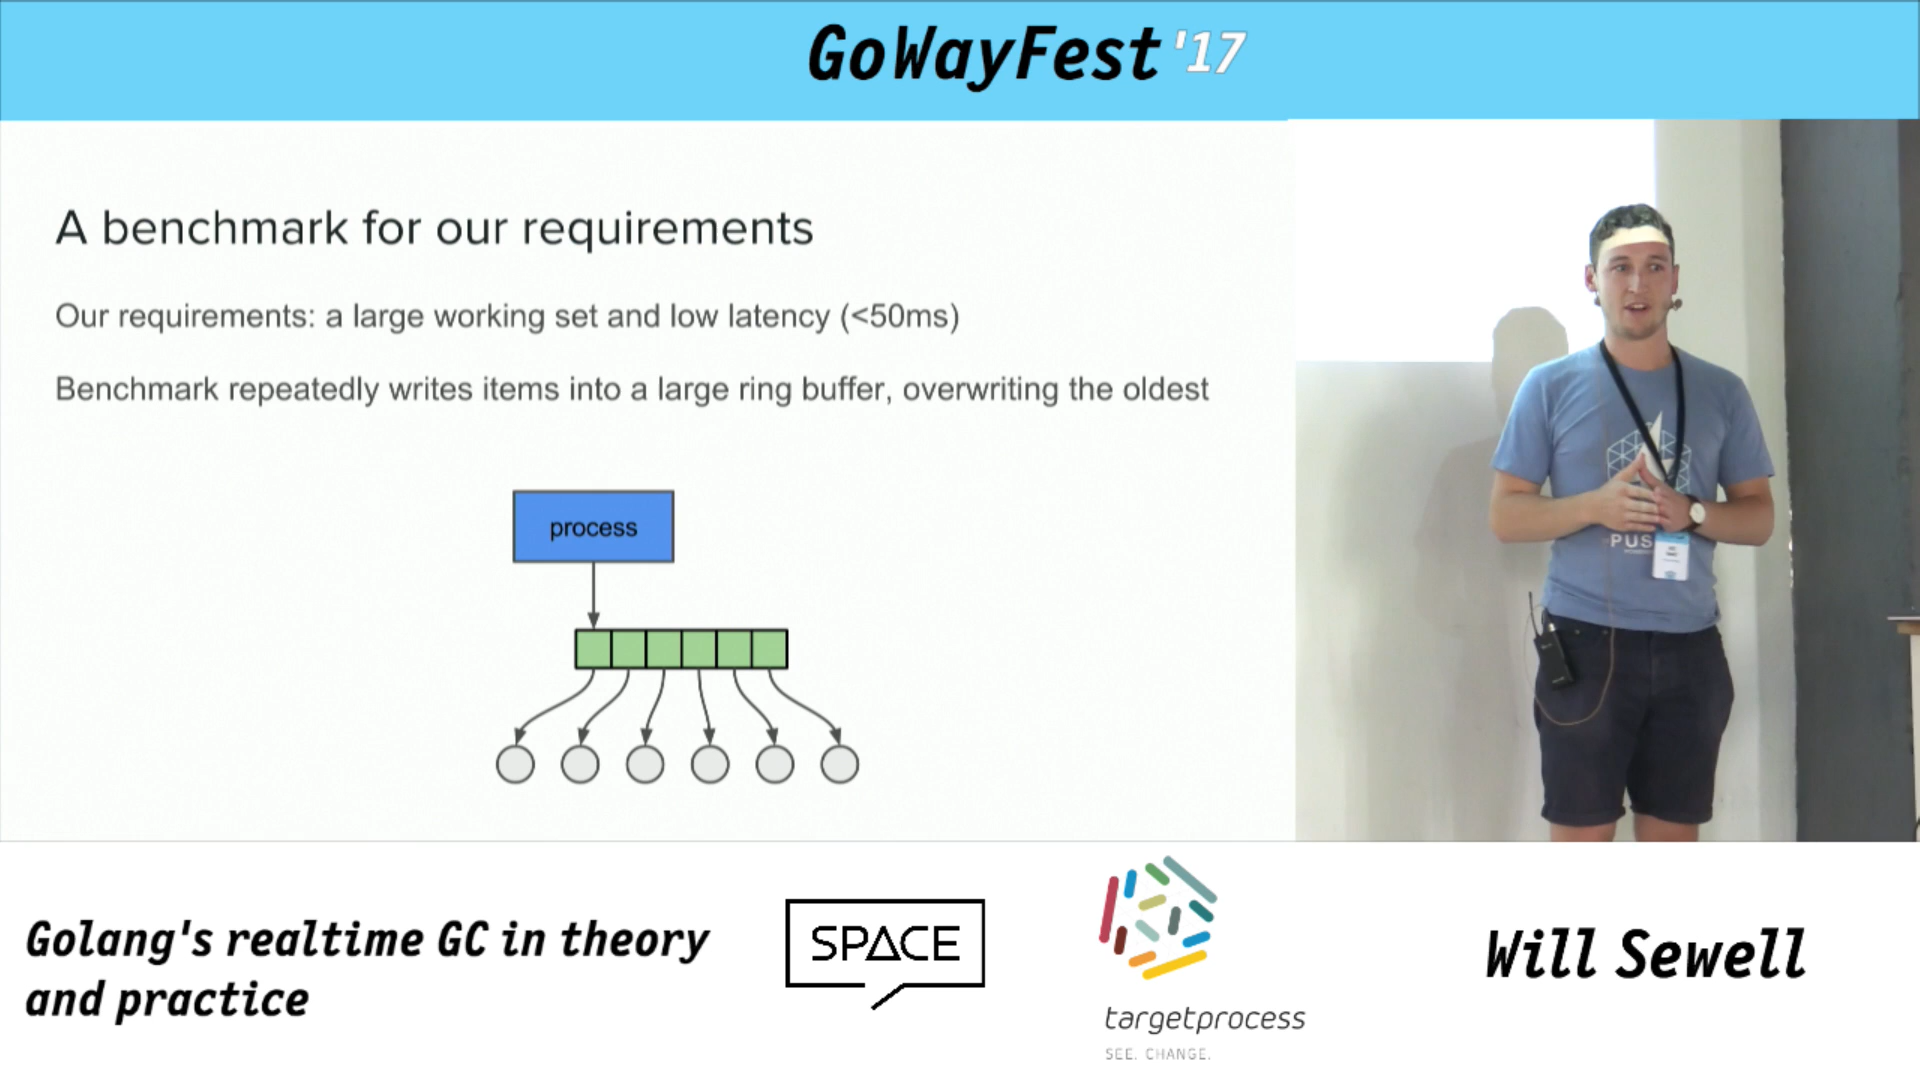 GoWayFest '17
A benchmark for our requirements
Our requirements: a large working set and low latency (<50ms)
Benchmark repeatedly writes items into a large ring buffer, overwriting the oldest
process
PUS
Golang's realtime GC in theory
and practice
SPACE
targetprocess
SEE. CHANGE.
Will Sewell